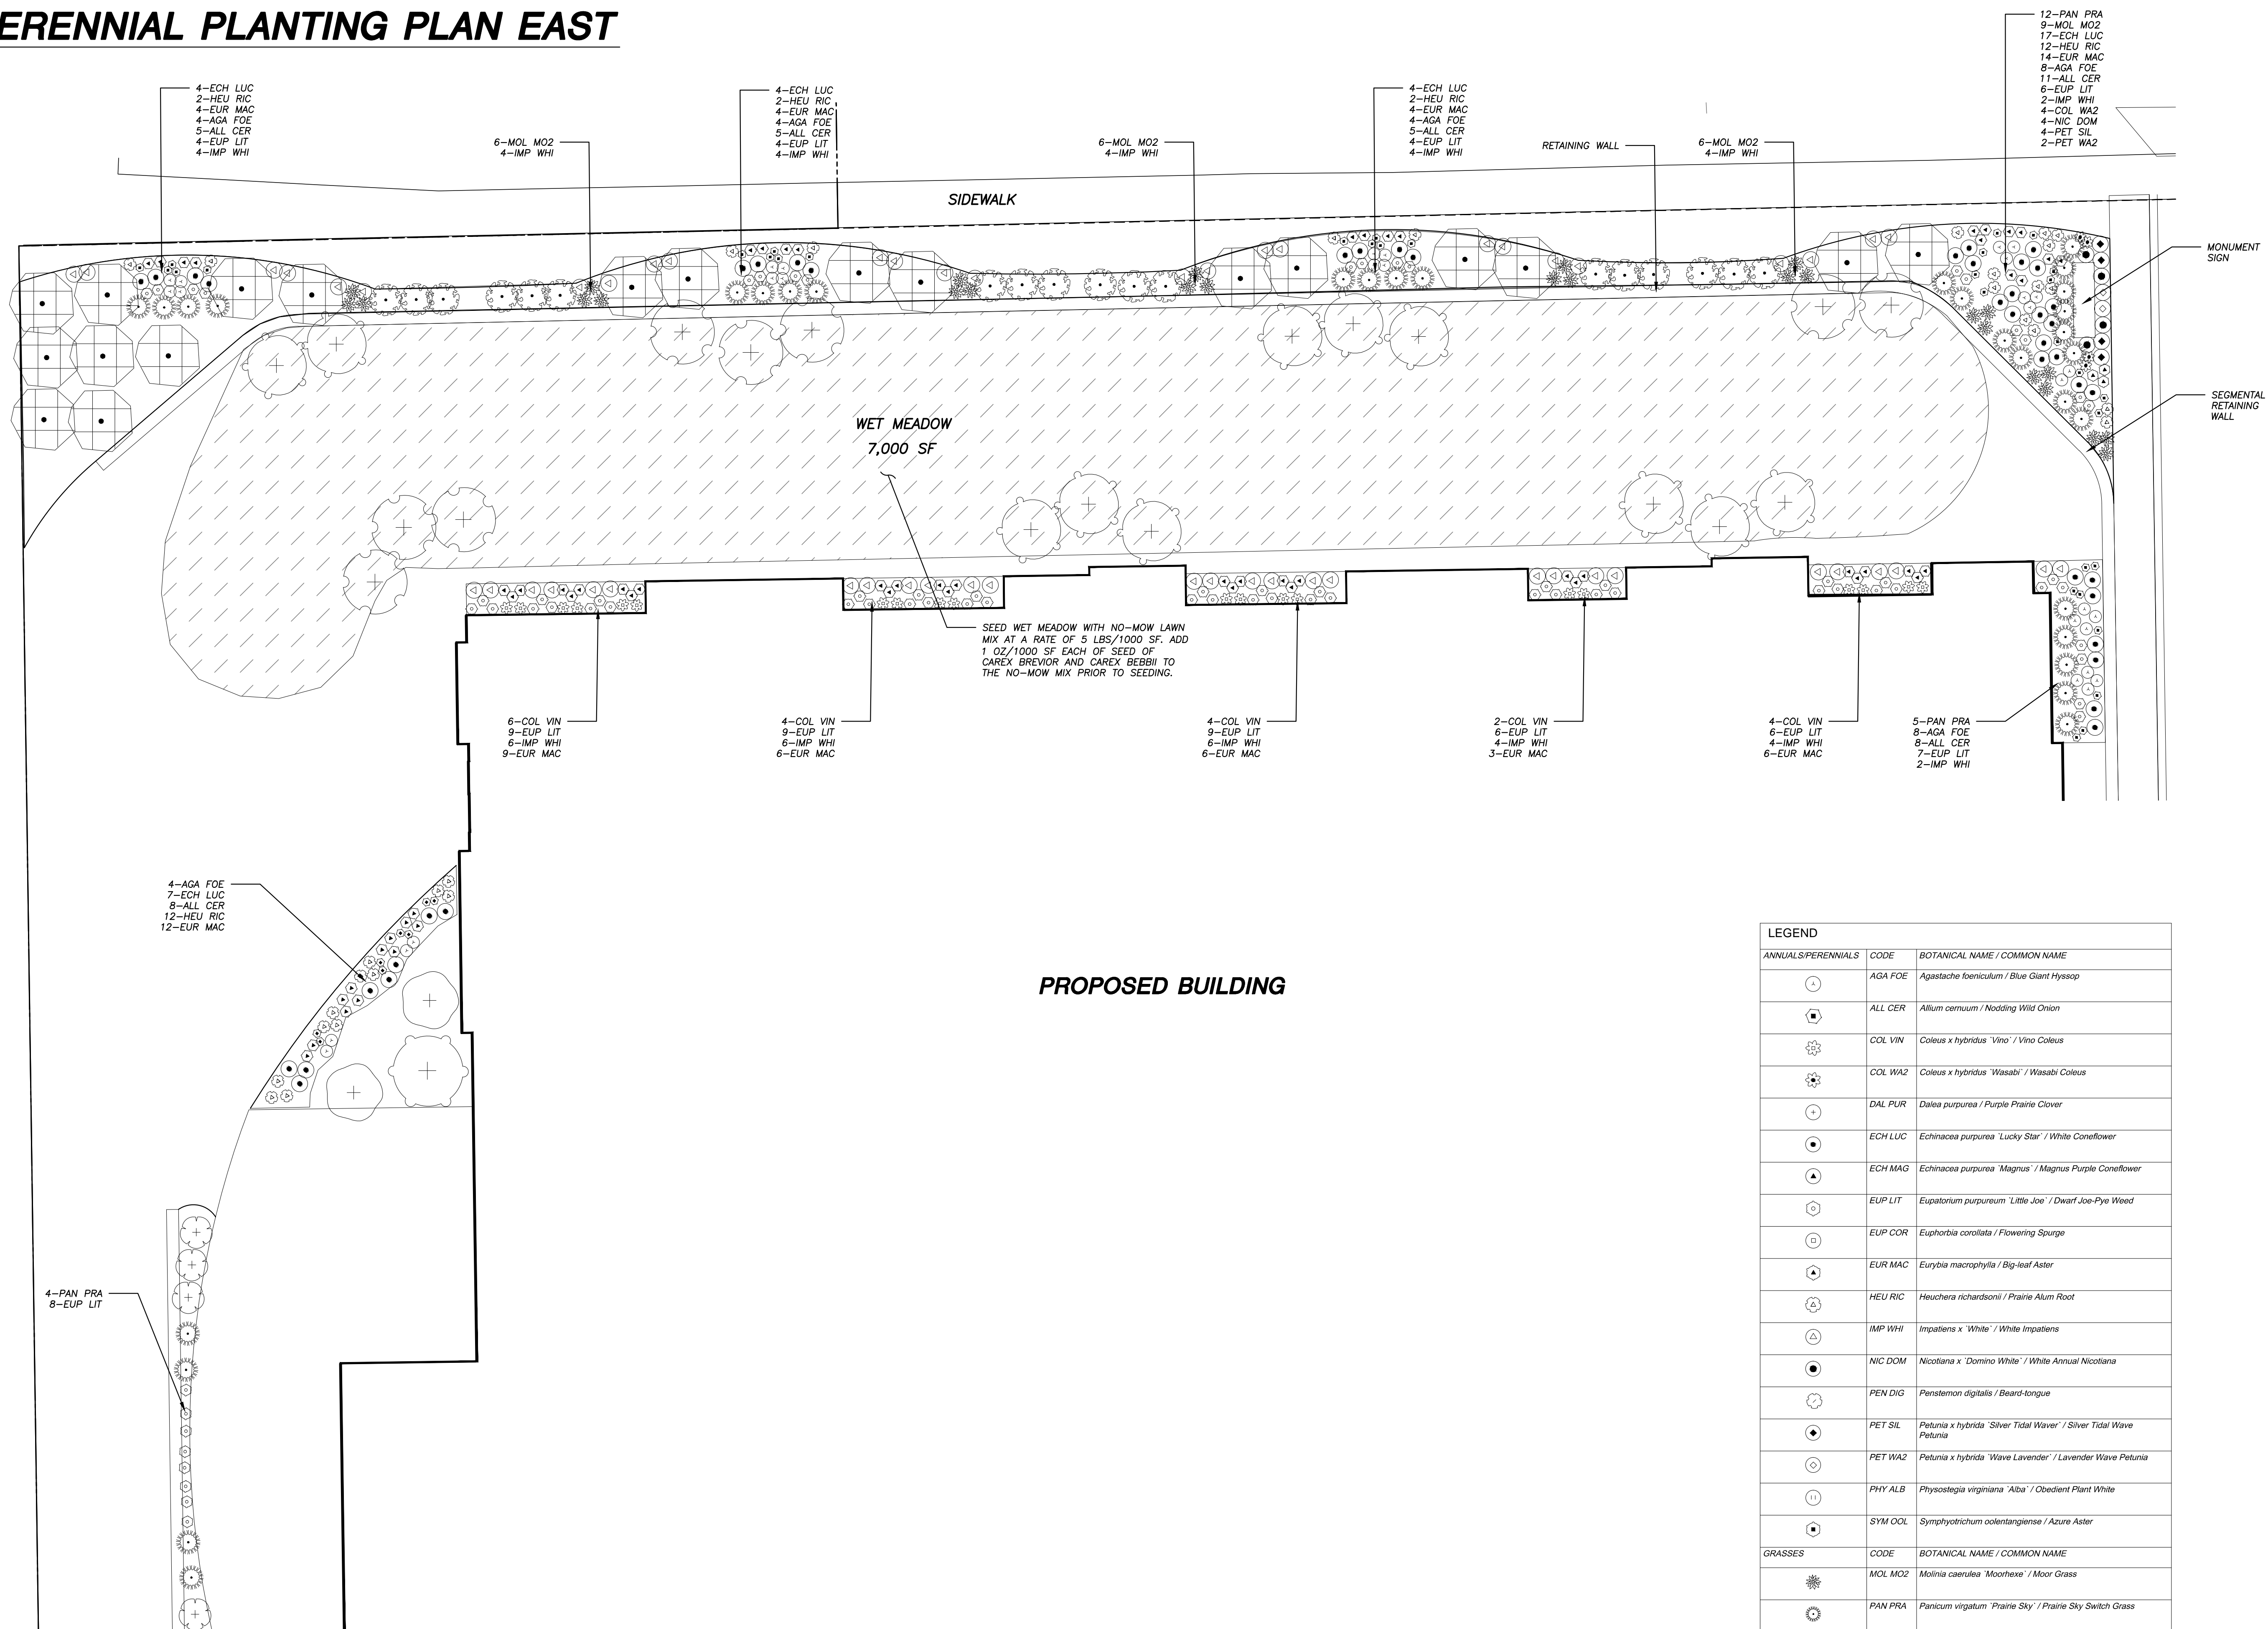 ERENNIAL PLANTING PLAN EAST
4-ECH LUC
2-HEU RIC
4-EUR MAC
4-AGA FOE
5-ALL CER
4-EUP LIT
4-IMP WHI
6-MOL MO2
4-IMP WHI
4-ECH LUC
2-HEU RIC
4-EUR MAC
4-AGA FOE
5-ALL CER
4-EUP LIT
4-IMP WHI
6-MOL MO2
4-IMP WHI
4-ECH LUC
2-HEU RIC
4-EUR MAC
4-AGA FOE
5-ALL CER
4-EUP LIT
4-IMP WHI
RETAINING WALL
6-MOL MO2
4-IMP WHI
12-PAN PRA
9-MOL MO2
17-ECH LUC
12-HEU RIC
14-EUR MAC
8-AGA FOE
11-ALL CER
6-EUP LIT
2-IMP WHI
4-COL WA2
4-NIC DOM
4-PET SIL
2-PET WA2
SIDEWALK
MONUMENT
SIGN
SEGMENTAL
RETAINING
WALL
WET MEADOW
7,000 SF
SEED WET MEADOW WITH NO-MOW LAWN
MIX AT A RATE OF 5 LBS/1000 SF. ADD
1 OZ/1000 SF EACH OF SEED OF
CAREX BREVIOR AND CAREX BEBBII TO
THE NO-MOW MIX PRIOR TO SEEDING.
6-COL VIN
9-EUP LIT
6-IMP WHI
9-EUR MAC
4-COL VIN
9-EUP LIT
6-IMP WHI
6-EUR MAC
4-COL VIN
9-EUP LIT
6-IMP WHI
6-EUR MAC
2-COL VIN
6-EUP LIT
4-IMP WHI
3-EUR MAC
4-COL VIN
6-EUP LIT
4-IMP WHI
6-EUR MAC
5-PAN PRA
8-AGA FOE
8-ALL CER
7-EUP LIT
2-IMP WHI
4-AGA FOE
7-ECH LUC
8-ALL CER
12-HEU RIC
12-EUR MAC
PROPOSED BUILDING
4-PAN PRA
8-EUP LIT
LEGEND
ANNUALS/PERENNIALS CODE BOTANICAL NAME / COMMON NAME
AGA FOE Agastache foeniculum / Blue Giant Hyssop
ALL CER Allium cernuum / Nodding Wild Onion
COL VIN Coleus x hybridus `Vino` / Vino Coleus
COL WA2 Coleus x hybridus `Wasabi` / Wasabi Coleus
DAL PUR Dalea purpurea / Purple Prairie Clover
ECH LUC Echinacea purpurea `Lucky Star` / White Coneflower
ECH MAG Echinacea purpurea `Magnus` / Magnus Purple Coneflower
EUP LIT Eupatorium purpureum `Little Joe` / Dwarf Joe-Pye Weed
EUP COR Euphorbia corollata / Flowering Spurge
EUR MAC Eurybia macrophylla / Big-leaf Aster
HEU RIC Heuchera richardsonii / Prairie Alum Root
IMP WHI Impatiens x `White` / White Impatiens
NIC DOM Nicotiana x `Domino White` / White Annual Nicotiana
PEN DIG Penstemon digitalis / Beard-tongue
PET SIL Petunia x hybrida `Silver Tidal Waver` / Silver Tidal Wave
Petunia
PET WA2 Petunia x hybrida `Wave Lavender` / Lavender Wave Petunia
PHY ALB Physostegia virginiana `Alba` / Obedient Plant White
SYM OOL Symphyotrichum oolentangiense / Azure Aster
GRASSES CODE BOTANICAL NAME / COMMON NAME
MOL MO2 Molinia caerulea `Moorhexe` / Moor Grass
PAN PRA Panicum virgatum `Prairie Sky` / Prairie Sky Switch Grass